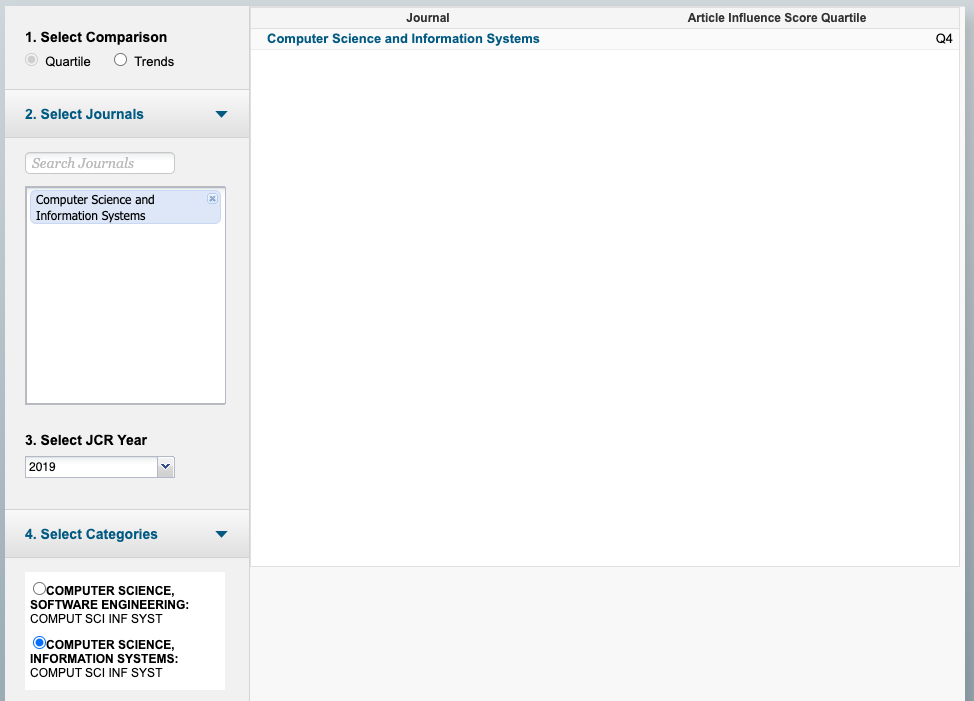 1. Select Comparison
Quartile Trends
2. Select Journals
Search Journals
Computer Science and
Information Systems
3. Select JCR Year
2019
4. Select Categories
COMPUTER SCIENCE,
SOFTWARE ENGINEERING:
COMPUT SCI INF SYST
COMPUTER SCIENCE,
INFORMATION SYSTEMS:
COMPUT SCI INF SYST
Journal Article Influence Score Quartile
Computer Science and Information Systems Q4